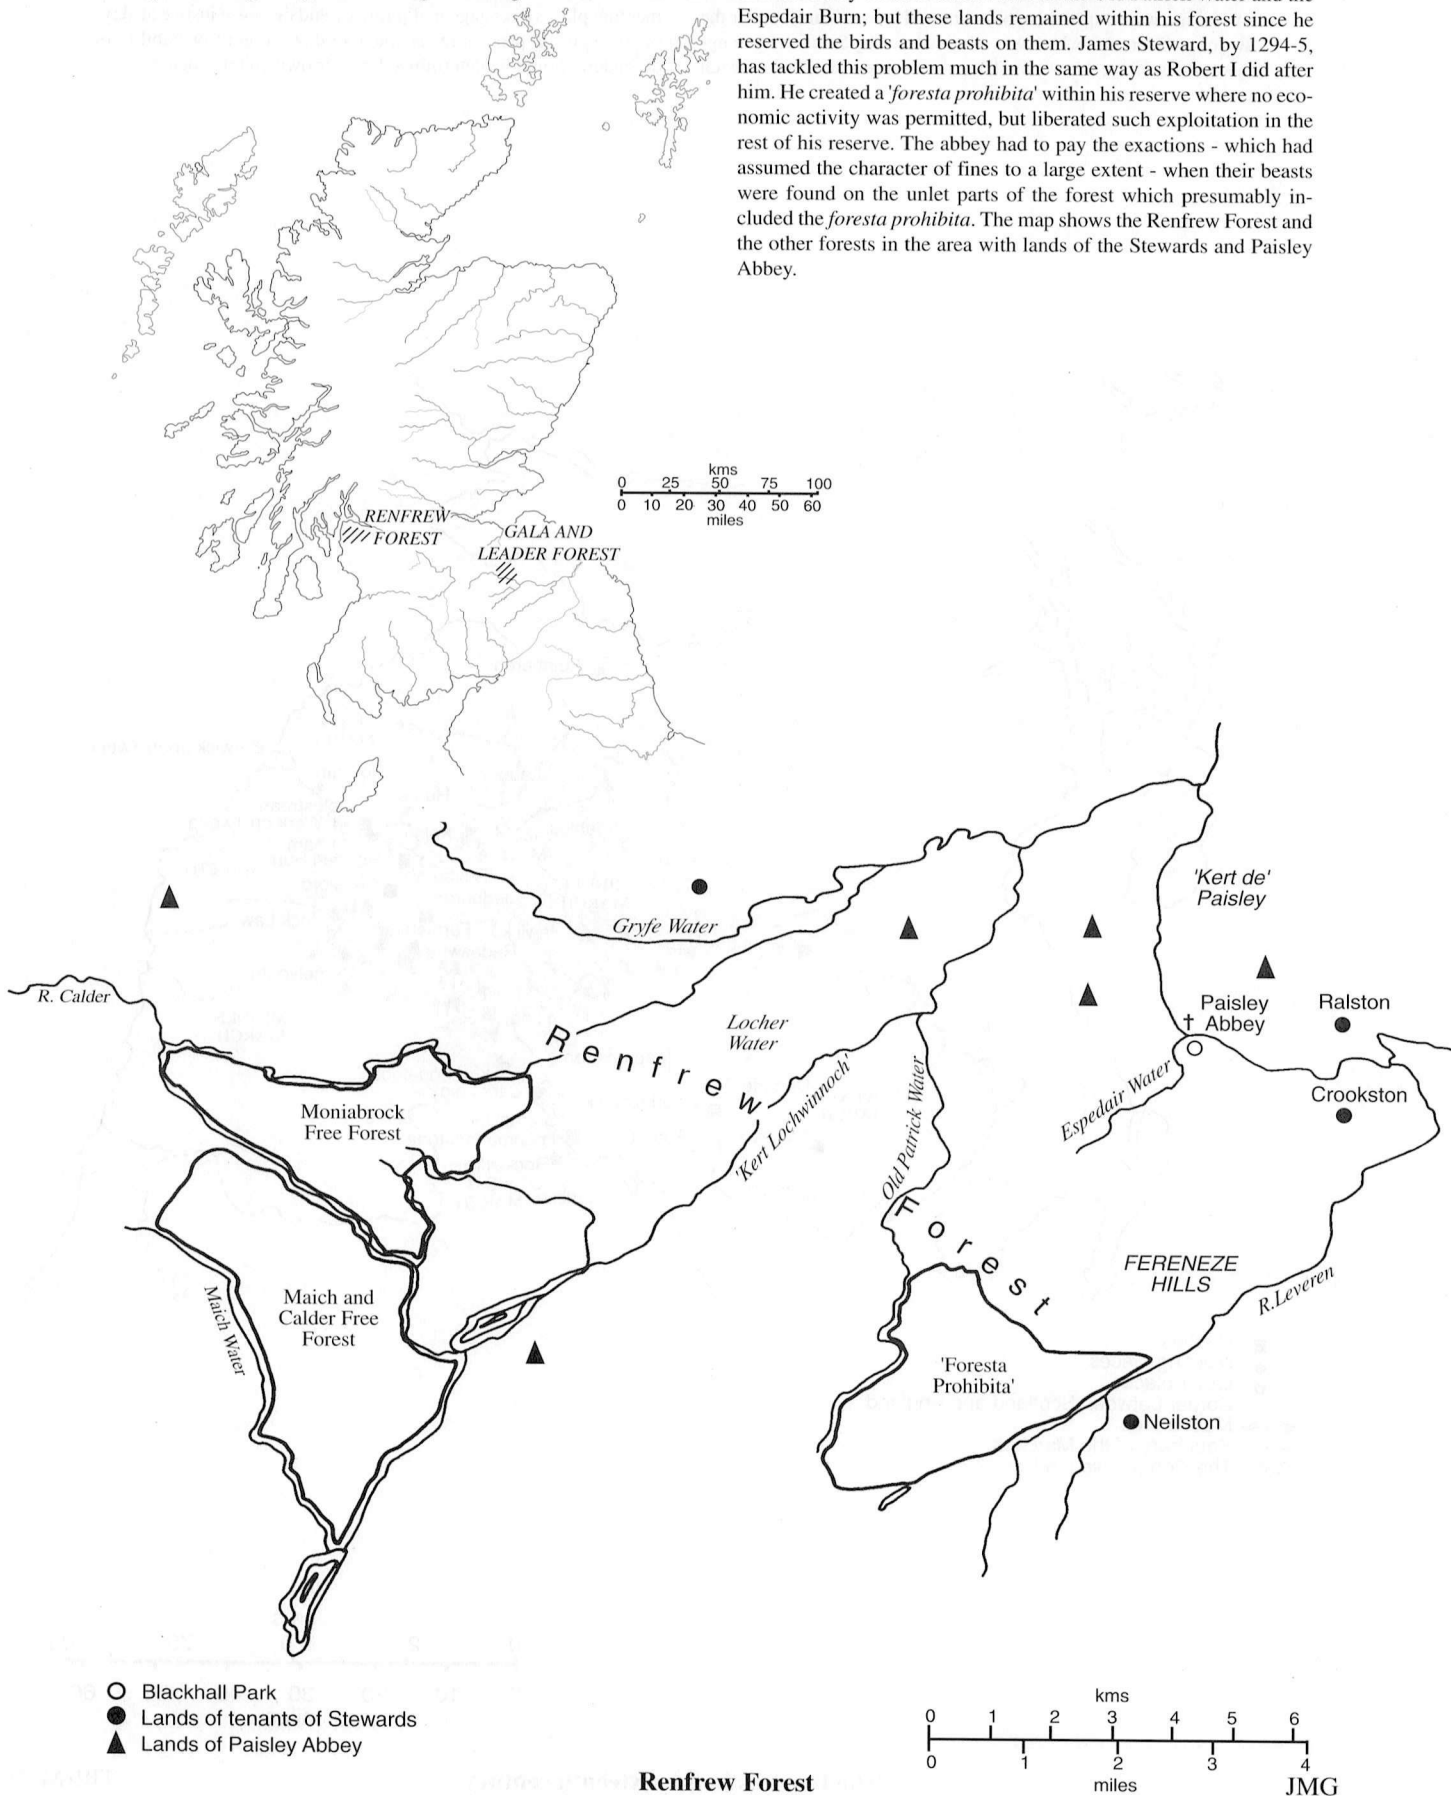 Espedair Burn; but these lands remained within his forest since he
reserved the birds and beasts on them. James Steward, by 1294-5,
has tackled this problem much in the same way as Robert I did after
him. He created a 'foresta prohibita' within his reserve where no eco-
nomic activity was permitted, but liberated such exploitation in the
rest of his reserve. The abbey had to pay the exactions - which had
assumed the character of fines to a large extent - when their beasts
were found on the unlet parts of the forest which presumably in-
cluded the foresta prohibita. The map shows the Renfrew Forest and
the other forests in the area with lands of the Stewards and Paisley
Abbey.
kms
0 25 50 75 100
0 10 20 30 40 50 60
miles
RENFREW
FOREST
GALA AND
LEADER FOREST
'Kert de'
Paisley
Gryfe Water
R. Calder
Locher
Water
Paisley
Abbey
Ralston
Renfrew
Espedair Water
Crookston
Moniabrock
Free Forest
'Kert Lochwinnoch'
Old Patrick Water
Forest
FERENEZE
HILLS
R.Leveren
Maich Water
Maich and
Calder Free
Forest
'Foresta
Prohibita'
Neilston
Blackhall Park
Lands of tenants of Stewards
Lands of Paisley Abbey
kms
0 1 2 3 4 5 6
0 1 2 3 4
miles
Renfrew Forest
JMG